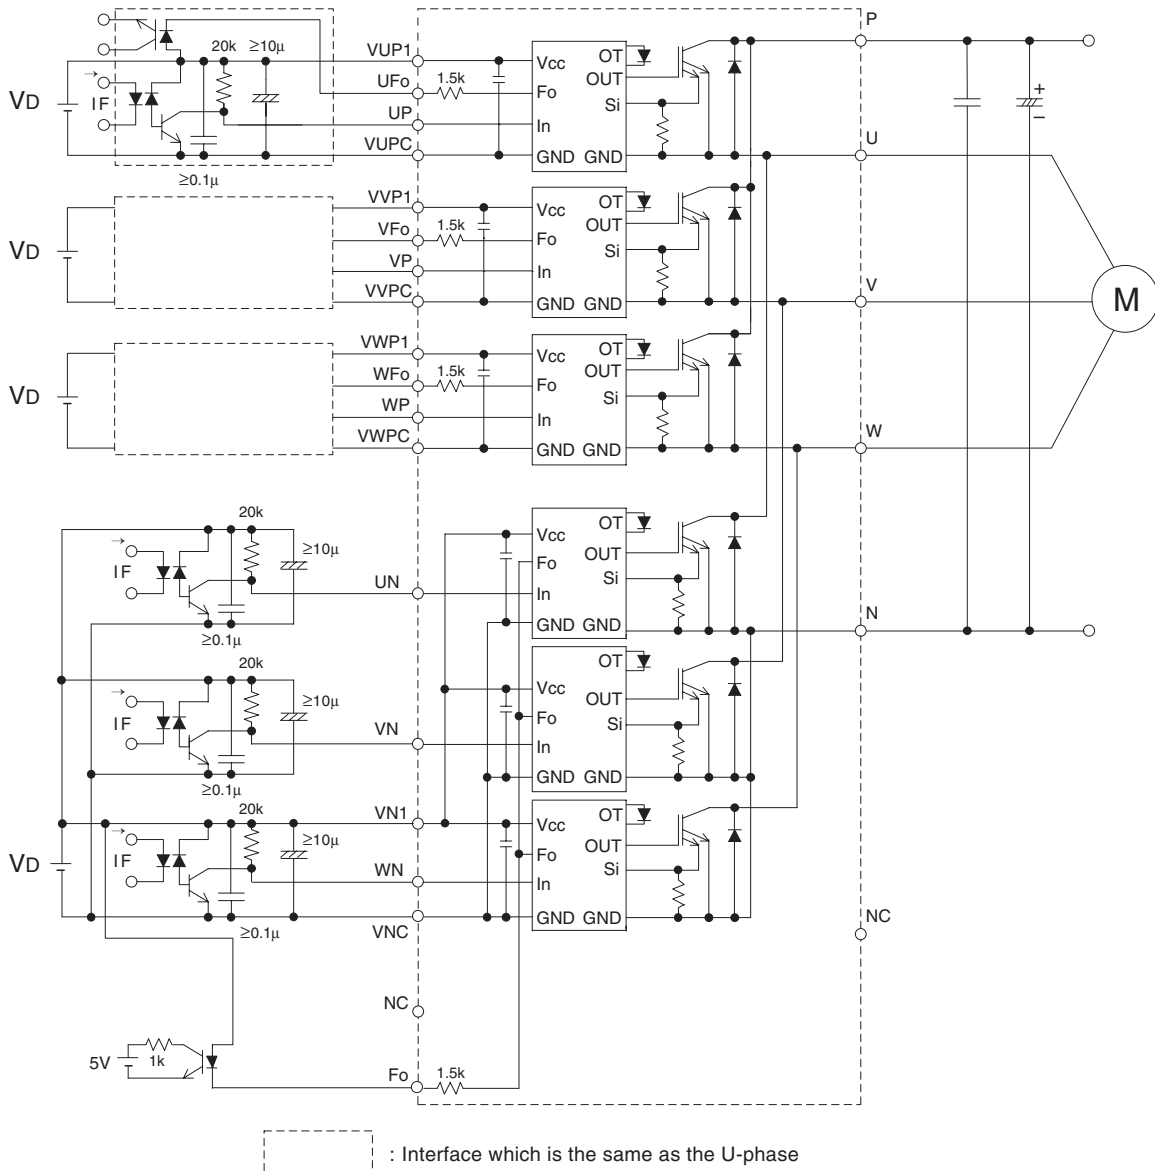 P
20k ≥10μ VUP1 OT
Vcc OUT
1.5k
UFo Fo
VD IF Si
UP In
VUPC GND GND U
≥0.1μ
VVP1 OT
Vcc OUT
1.5k
VFo Fo
VD Si
VP In
VVPC GND GND V
M
VWP1 OT
Vcc OUT
WFo 1.5k Fo
VD Si
WP In
VWPC GND GND W
+
–
20k OT
Vcc OUT
≥10μ Fo
IF Si
UN In
GND GND N
≥0.1μ
20k OT
Vcc OUT
≥10μ
IF VN Fo Si
In
GND GND
≥0.1μ
20k VN1 OT
Vcc OUT
≥10μ
VD IF Fo Si
WN In
GND GND NC
≥0.1μ VNC
NC
5V 1k
Fo 1.5k
: Interface which is the same as the U-phase